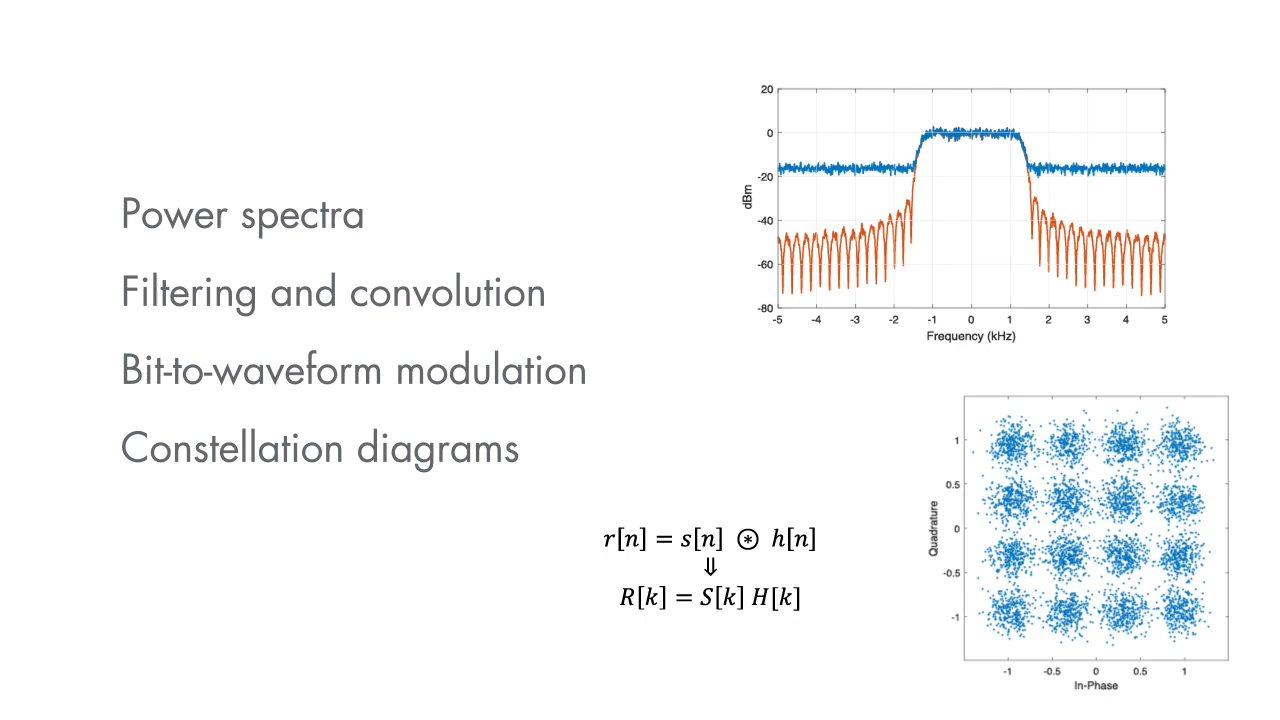 Power spectra
Filtering and convolution
Bit-to-waveform modulation
Constellation diagrams
20
0
-20
-40
-60
-80
dBm
-5 -4 -3 -2 -1 0 1 2 3 4 5
Frequency (kHz)
r[n] = s[n] ⊛ h[n]
⇓
R[k] = S[k] H[k]
1
0.5
0
-0.5
-1
Quadrature
-1 -0.5 0 0.5 1
In-Phase